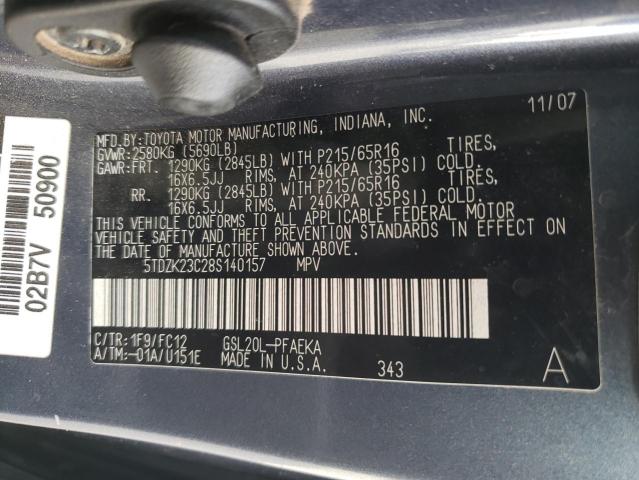 11/07
MFD. BY: TOYOTA MOTOR MANUFACTURING, INDIANA, INC.
GVWR: 2580KG (5690LB)
GAWR: FRT. 1290KG (2845LB) WITH P215/65R16 TIRES,
16X6.5JJ RIMS, AT 240KPA (35PSI) COLD.
RR. 1290KG (2845LB) WITH P215/65R16 TIRES,
16X6.5JJ RIMS, AT 240KPA (35PSI) COLD.
THIS VEHICLE CONFORMS TO ALL APPLICABLE FEDERAL MOTOR
VEHICLE SAFETY AND THEFT PREVENTION STANDARDS IN EFFECT ON
THE DATE OF MANUFACTURE SHOWN ABOVE.
5TDZK23C28S140157 MPV
C/TR: 1F9/FC12 GSL20L-PFAEKA
A/TM: -01A/U151E MADE IN U.S.A. 343 A
02B7V 50900